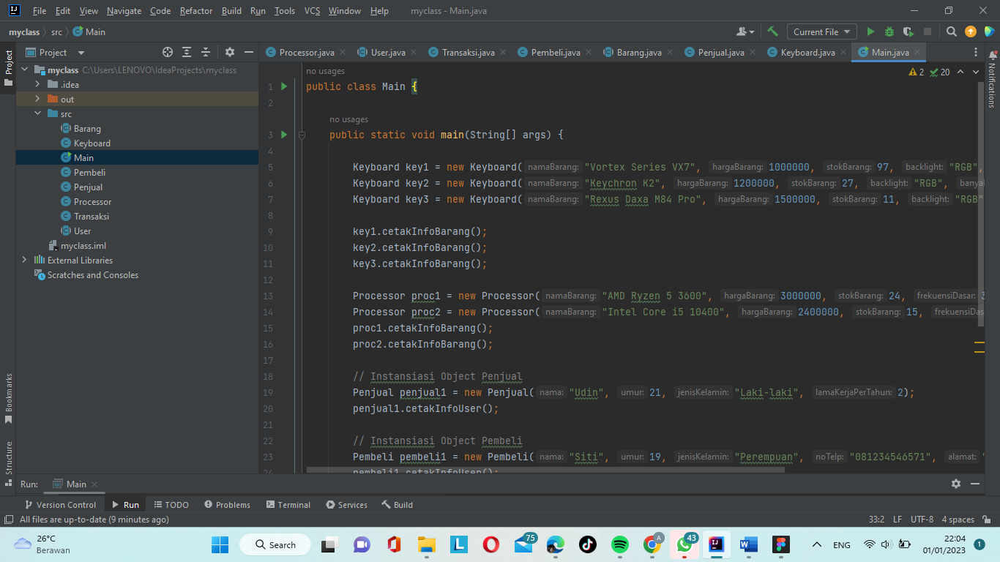 File Edit View Navigate Code Refactor Build Run Tools VCS Window Help myclass - Main.java
myclass src Main Current File
Project Processor.java User.java Transaksi.java Pembeli.java Barang.java Penjual.java Keyboard.java Main.java
Project
Notifications
Bookmarks
Structure
myclass C:\Users\LENOVO\IdeaProjects\myclass
.idea
out
src
Barang
Keyboard
Main
Pembeli
Penjual
Processor
Transaksi
User
myclass.iml
External Libraries
Scratches and Consoles
no usages 2 20
1 public class Main {
2
no usages
3 public static void main(String[] args) {
4
5 Keyboard key1 = new Keyboard( namaBarang: "Vortex Series VX7", hargaBarang: 1000000, stokBarang: 97, backlight: "RGB",
6 Keyboard key2 = new Keyboard( namaBarang: "Keychron K2", hargaBarang: 1200000, stokBarang: 27, backlight: "RGB", banya
7 Keyboard key3 = new Keyboard( namaBarang: "Rexus Daxa M84 Pro", hargaBarang: 1500000, stokBarang: 11, backlight: "RGB"
8
9 key1.cetakInfoBarang();
10 key2.cetakInfoBarang();
11 key3.cetakInfoBarang();
12
13 Processor proc1 = new Processor( namaBarang: "AMD Ryzen 5 3600", hargaBarang: 3000000, stokBarang: 24, frekuensiDasar: 3
14 Processor proc2 = new Processor( namaBarang: "Intel Core i5 10400", hargaBarang: 2400000, stokBarang: 15, frekuensiDasa
15 proc1.cetakInfoBarang();
16 proc2.cetakInfoBarang();
17
18 // Instansiasi Object Penjual
19 Penjual penjual1 = new Penjual( nama: "Udin", umur: 21, jenisKelamin: "Laki-laki", lamaKerjaPerTahun: 2);
20 penjual1.cetakInfoUser();
21
22 // Instansiasi Object Pembeli
23 Pembeli pembeli1 = new Pembeli( nama: "Siti", umur: 19, jenisKelamin: "Perempuan", noTelp: "081234546571", alamat: "
24 pembeli1.cetakInfoUser();
Run: Main
Version Control Run TODO Problems Terminal Services Build
All files are up-to-date (9 minutes ago) 33:2 LF UTF-8 4 spaces
26°C
Berawan
Search 75 A 43 ENG
22:04
01/01/2023
1